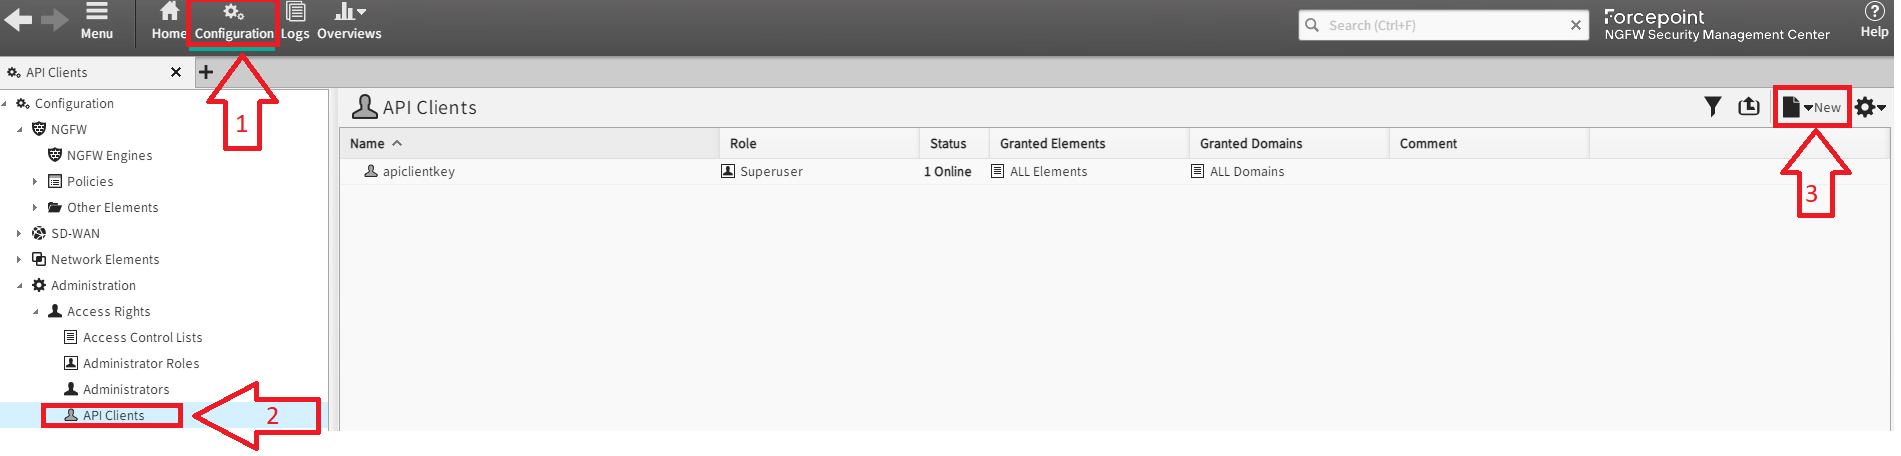 Menu
Home
Configuration
Logs
Overviews
Search (Ctrl+F)
Forcepoint
NGFW Security Management Center
Help
API Clients
1
Configuration
NGFW
NGFW Engines
Policies
Other Elements
SD-WAN
Network Elements
Administration
Access Rights
Access Control Lists
Administrator Roles
Administrators
API Clients
2
API Clients
New
3
Name Role Status Granted Elements Granted Domains Comment
apiclientkey Superuser 1 Online ALL Elements ALL Domains